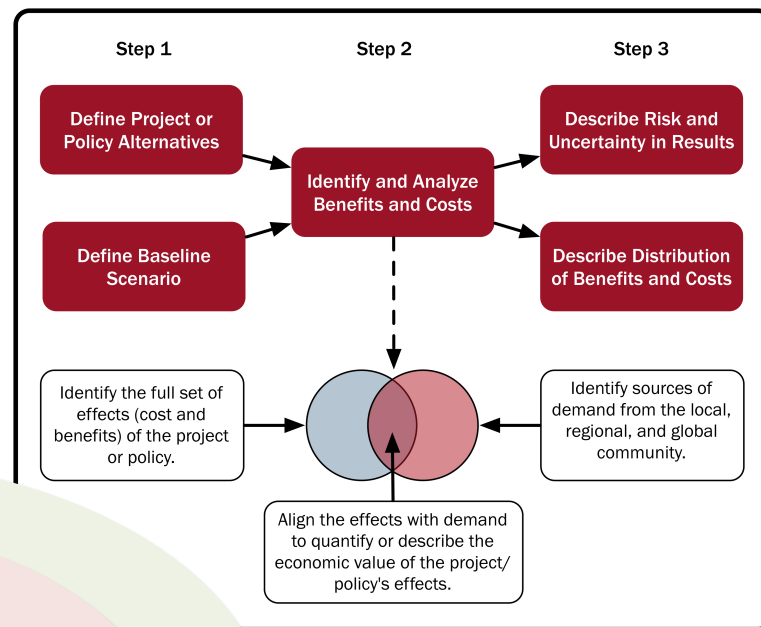 Step 1
Step 2
Step 3
Define Project or
Policy Alternatives
Define Baseline
Scenario
Identify and Analyze
Benefits and Costs
Describe Risk and
Uncertainty in Results
Describe Distribution
of Benefits and Costs
Identify the full set of
effects (cost and
benefits) of the project
or policy.
Identify sources of
demand from the local,
regional, and global
community.
Align the effects with demand
to quantify or describe the
economic value of the project/
policy's effects.